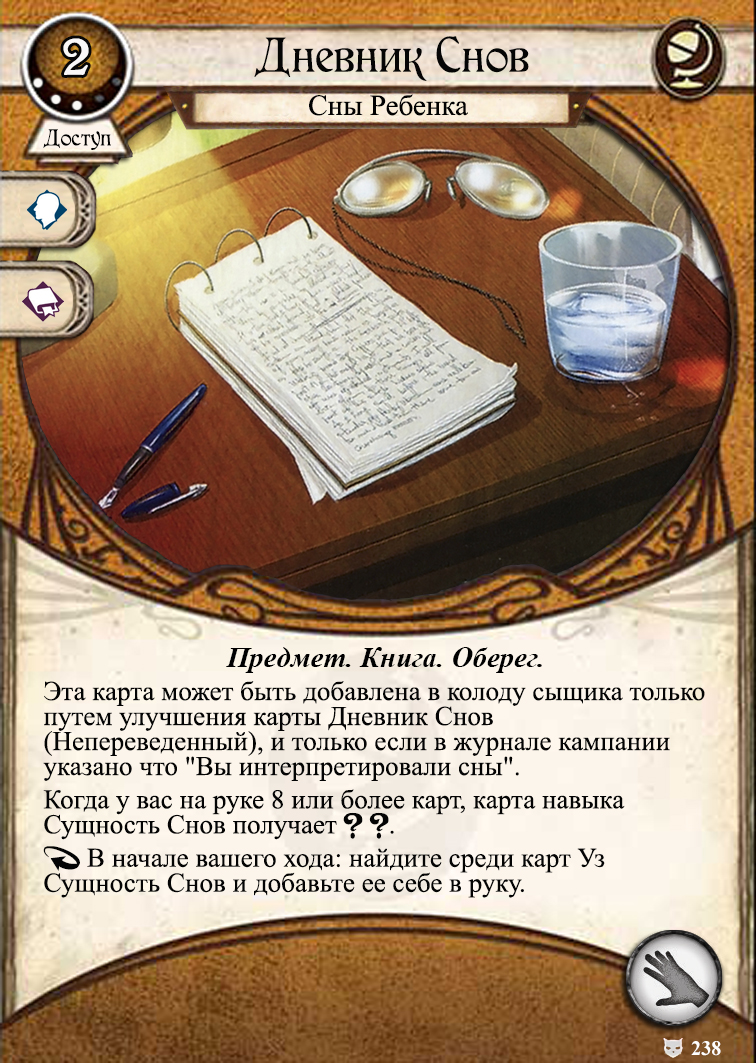 2
Дневник Снов
Сны Ребенка
Доступ
Предмет. Книга. Оберег.
Эта карта может быть добавлена в колоду сыщика только
путем улучшения карты Дневник Снов
(Непереведенный), и только если в журнале кампании
указано что "Вы интерпретировали сны".
Когда у вас на руке 8 или более карт, карта навыка
Сущность Снов получает ? ?.
В начале вашего хода: найдите среди карт Уз
Сущность Снов и добавьте ее себе в руку.
238